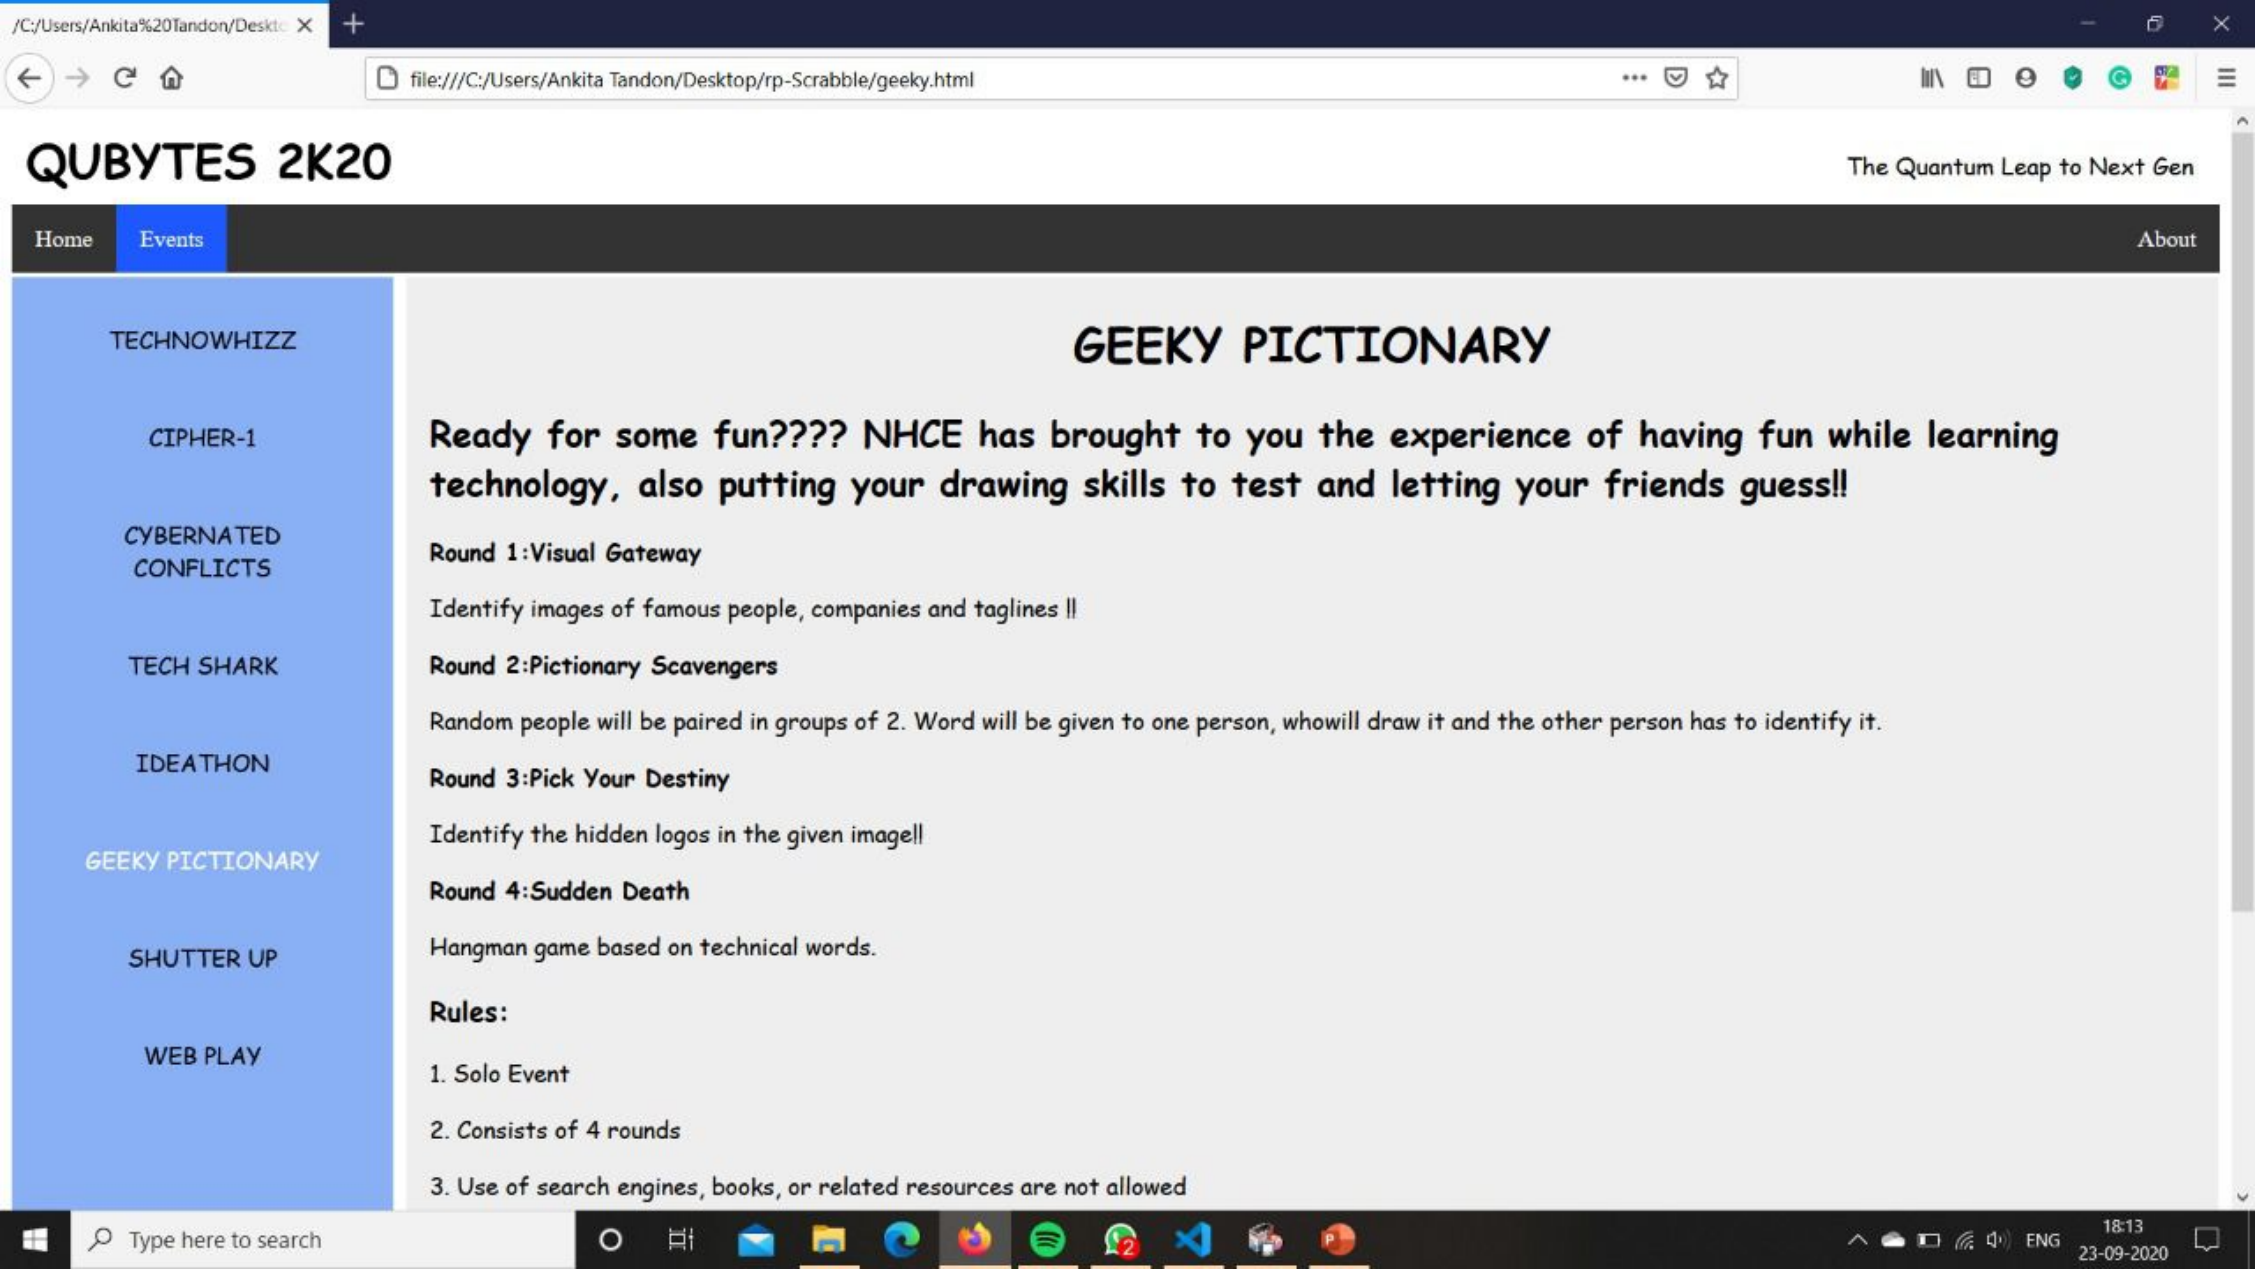 /C:/Users/Ankita%20Tandon/Deskto
file:///C:/Users/Ankita Tandon/Desktop/rp-Scrabble/geeky.html
QUBYTES 2K20
The Quantum Leap to Next Gen
Home
Events
About
TECHNOWHIZZ
CIPHER-1
CYBERNATED
CONFLICTS
TECH SHARK
IDEATHON
GEEKY PICTIONARY
SHUTTER UP
WEB PLAY
GEEKY PICTIONARY
Ready for some fun???? NHCE has brought to you the experience of having fun while learning
technology, also putting your drawing skills to test and letting your friends guess!!
Round 1:Visual Gateway
Identify images of famous people, companies and taglines !!
Round 2:Pictionary Scavengers
Random people will be paired in groups of 2. Word will be given to one person, whowill draw it and the other person has to identify it.
Round 3:Pick Your Destiny
Identify the hidden logos in the given image!!
Round 4:Sudden Death
Hangman game based on technical words.
Rules:
1. Solo Event
2. Consists of 4 rounds
3. Use of search engines, books, or related resources are not allowed
Type here to search
2
P
ENG
18:13
23-09-2020